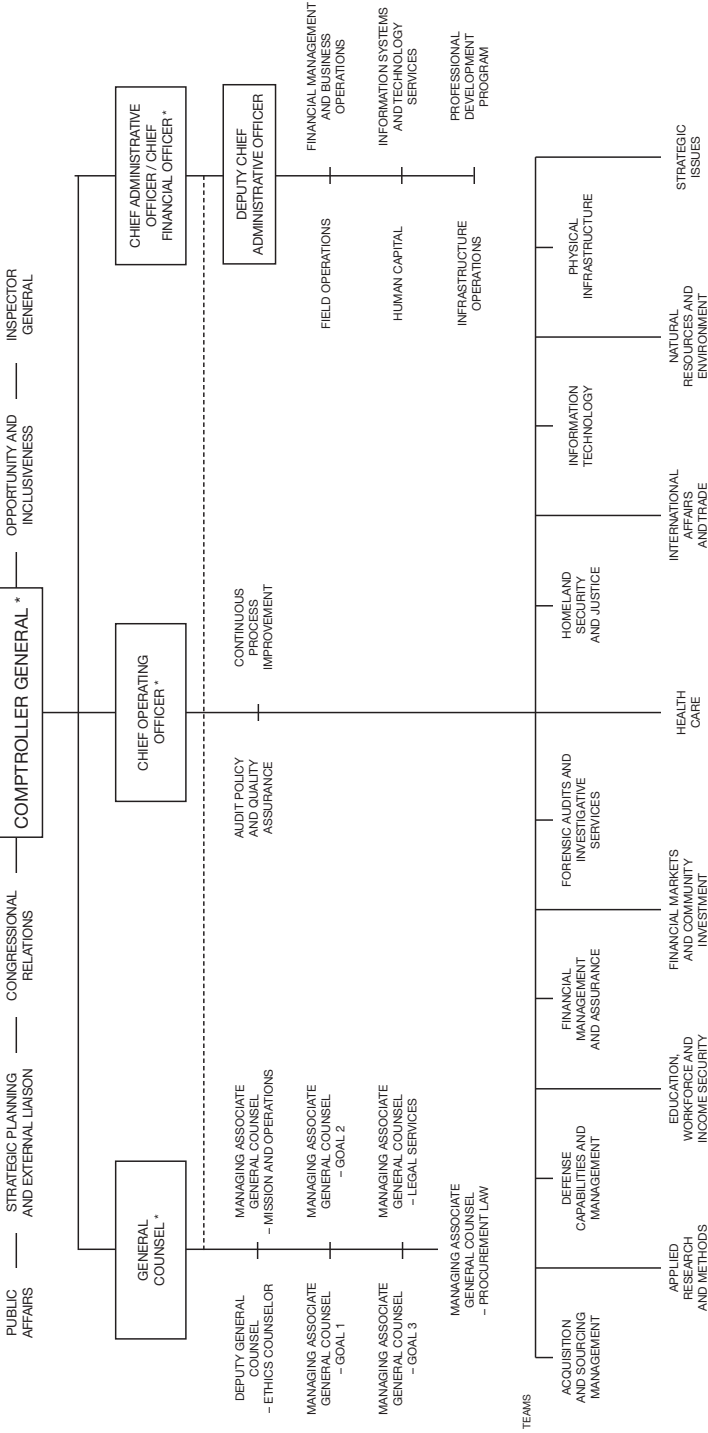 COMPTROLLER GENERAL *
PUBLIC
AFFAIRS
STRATEGIC PLANNING
AND EXTERNAL LIAISON
CONGRESSIONAL
RELATIONS
OPPORTUNITY AND
INCLUSIVENESS
INSPECTOR
GENERAL
GENERAL
COUNSEL *
CHIEF OPERATING
OFFICER *
CHIEF ADMINISTRATIVE
OFFICER / CHIEF
FINANCIAL OFFICER *
DEPUTY GENERAL
COUNSEL
– ETHICS COUNSELOR
MANAGING ASSOCIATE
GENERAL COUNSEL
– MISSION AND OPERATIONS
MANAGING ASSOCIATE
GENERAL COUNSEL
– GOAL 1
MANAGING ASSOCIATE
GENERAL COUNSEL
– GOAL 2
MANAGING ASSOCIATE
GENERAL COUNSEL
– GOAL 3
MANAGING ASSOCIATE
GENERAL COUNSEL
– LEGAL SERVICES
MANAGING ASSOCIATE
GENERAL COUNSEL
– PROCUREMENT LAW
AUDIT POLICY
AND QUALITY
ASSURANCE
CONTINUOUS
PROCESS
IMPROVEMENT
DEPUTY CHIEF
ADMINISTRATIVE OFFICER
FIELD OPERATIONS
FINANCIAL MANAGEMENT
AND BUSINESS
OPERATIONS
HUMAN CAPITAL
INFORMATION SYSTEMS
AND TECHNOLOGY
SERVICES
INFRASTRUCTURE
OPERATIONS
PROFESSIONAL
DEVELOPMENT
PROGRAM
TEAMS
ACQUISITION
AND SOURCING
MANAGEMENT
DEFENSE
CAPABILITIES AND
MANAGEMENT
FINANCIAL
MANAGEMENT
AND ASSURANCE
FORENSIC AUDITS AND
INVESTIGATIVE
SERVICES
HOMELAND
SECURITY
AND JUSTICE
INFORMATION
TECHNOLOGY
PHYSICAL
INFRASTRUCTURE
APPLIED
RESEARCH
AND METHODS
EDUCATION,
WORKFORCE AND
INCOME SECURITY
FINANCIAL MARKETS
AND COMMUNITY
INVESTMENT
HEALTH
CARE
INTERNATIONAL
AFFAIRS
AND TRADE
NATURAL
RESOURCES AND
ENVIRONMENT
STRATEGIC
ISSUES